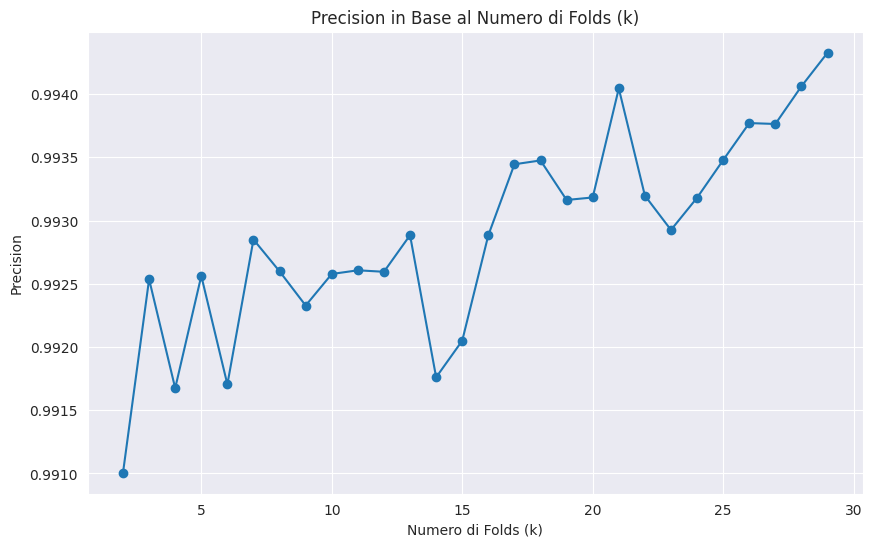 Precision in Base al Numero di Folds (k)
Precision
0.9940
0.9935
0.9930
0.9925
0.9920
0.9915
0.9910
5 10 15 20 25 30
Numero di Folds (k)